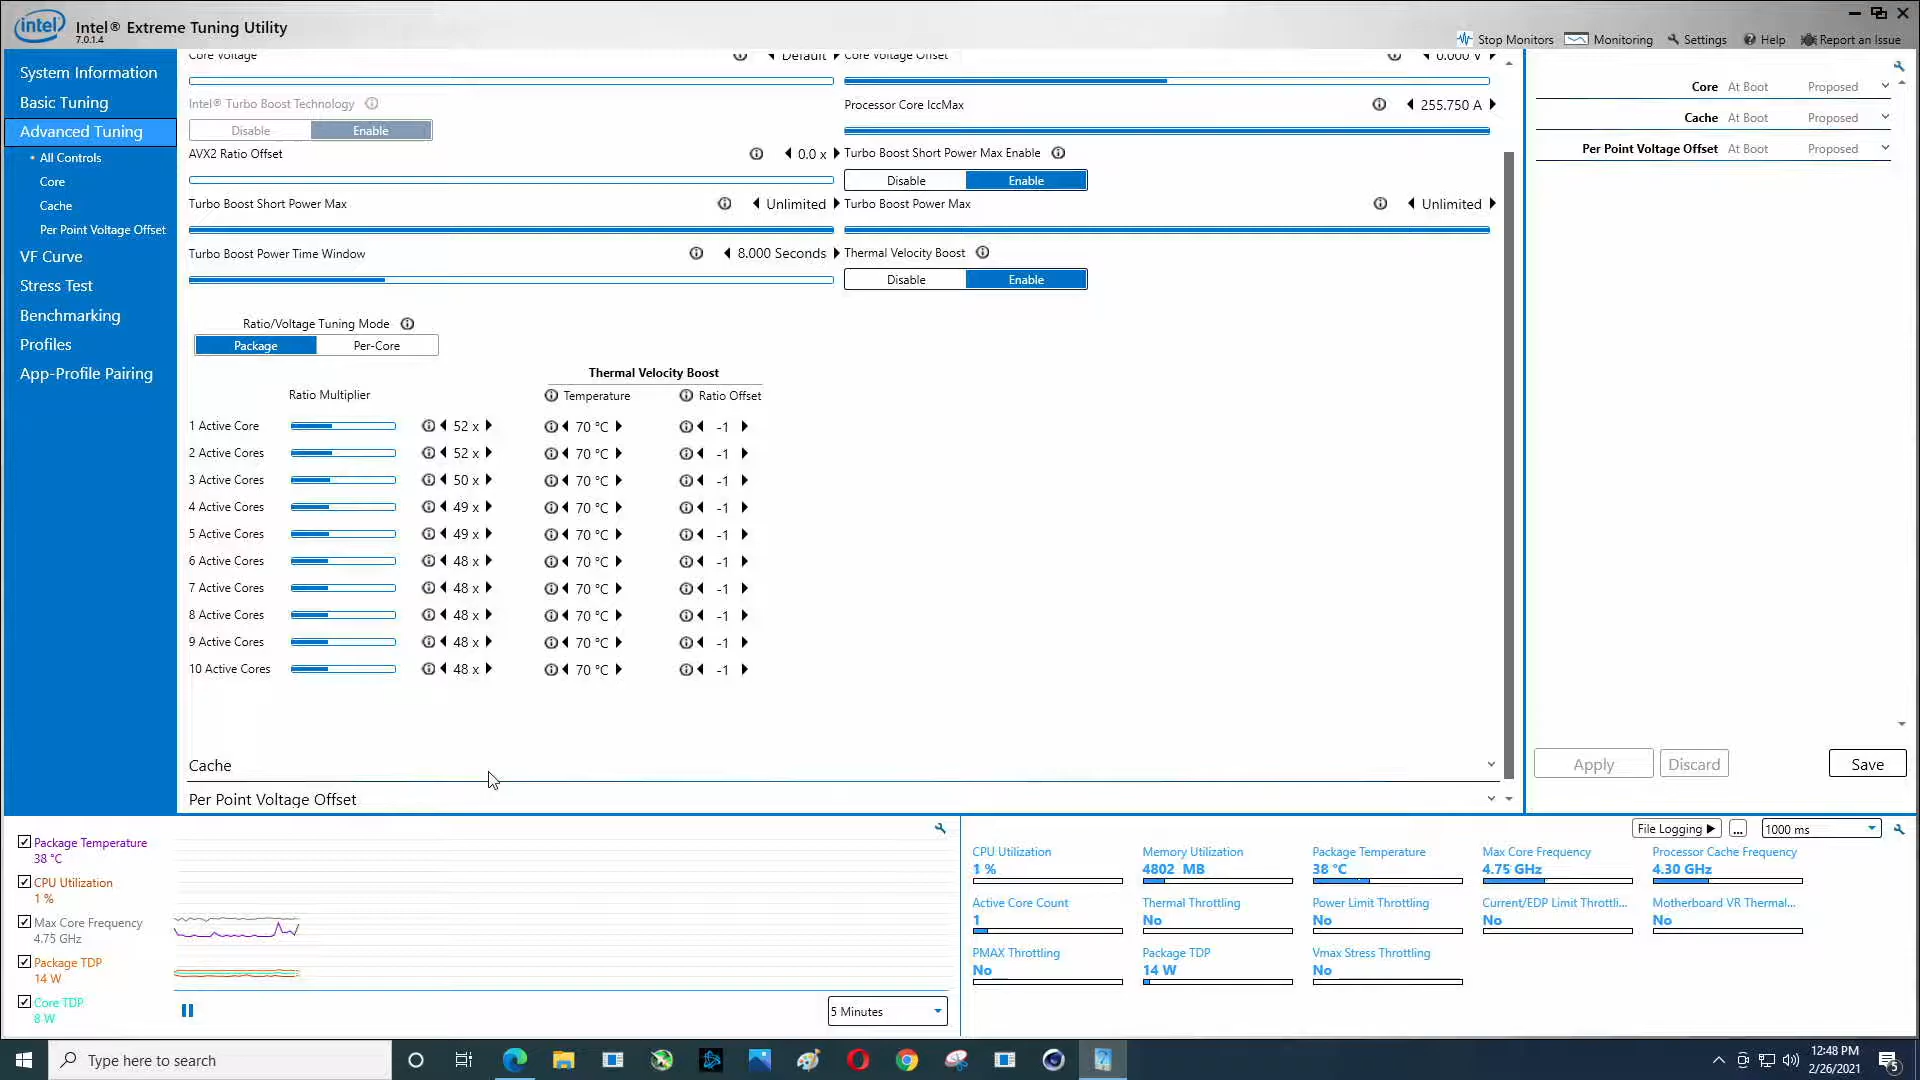 intel
Intel® Extreme Tuning Utility
7.0.1.4
Stop Monitors
Monitoring
Settings
Help
Report an Issue
System Information
Basic Tuning
Advanced Tuning
• All Controls
Core
Cache
Per Point Voltage Offset
VF Curve
Stress Test
Benchmarking
Profiles
App-Profile Pairing
Core Voltage
Default
Core Voltage Offset
0.000 V
Intel® Turbo Boost Technology
Disable
Enable
Processor Core IccMax
255.750 A
AVX2 Ratio Offset
0.0 x
Turbo Boost Short Power Max Enable
Disable
Enable
Turbo Boost Short Power Max
Unlimited
Turbo Boost Power Max
Unlimited
Turbo Boost Power Time Window
8.000 Seconds
Thermal Velocity Boost
Disable
Enable
Ratio/Voltage Tuning Mode
Package
Per-Core
Thermal Velocity Boost
Ratio Multiplier
Temperature
Ratio Offset
1 Active Core 52 x 70 °C -1
2 Active Cores 52 x 70 °C -1
3 Active Cores 50 x 70 °C -1
4 Active Cores 49 x 70 °C -1
5 Active Cores 49 x 70 °C -1
6 Active Cores 48 x 70 °C -1
7 Active Cores 48 x 70 °C -1
8 Active Cores 48 x 70 °C -1
9 Active Cores 48 x 70 °C -1
10 Active Cores 48 x 70 °C -1
Cache
Per Point Voltage Offset
Core At Boot Proposed
Cache At Boot Proposed
Per Point Voltage Offset At Boot Proposed
Apply
Discard
Save
Package Temperature
38 °C
CPU Utilization
1 %
Max Core Frequency
4.75 GHz
Package TDP
14 W
Core TDP
8 W
5 Minutes
File Logging
...
1000 ms
CPU Utilization
1 %
Memory Utilization
4802 MB
Package Temperature
38 °C
Max Core Frequency
4.75 GHz
Processor Cache Frequency
4.30 GHz
Active Core Count
1
Thermal Throttling
No
Power Limit Throttling
No
Current/EDP Limit Throttli...
No
Motherboard VR Thermal...
No
PMAX Throttling
No
Package TDP
14 W
Vmax Stress Throttling
No
Type here to search
12:48 PM
2/26/2021
5